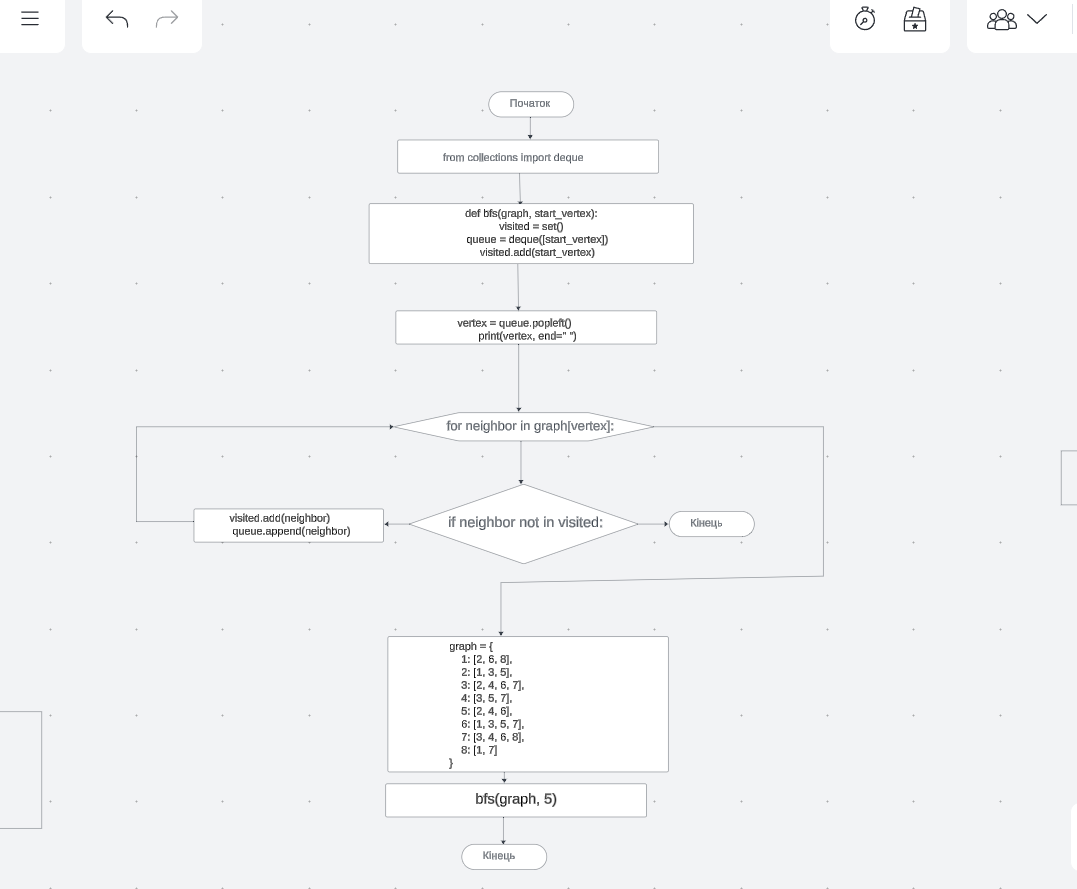 Початок
from collections import deque
def bfs(graph, start_vertex):
visited = set()
queue = deque([start_vertex])
visited.add(start_vertex)
vertex = queue.popleft()
print(vertex, end=" ")
for neighbor in graph[vertex]:
if neighbor not in visited:
visited.add(neighbor)
queue.append(neighbor)
Кінець
graph = {
1: [2, 6, 8],
2: [1, 3, 5],
3: [2, 4, 6, 7],
4: [3, 5, 7],
5: [2, 4, 6],
6: [1, 3, 5, 7],
7: [3, 4, 6, 8],
8: [1, 7]
}
bfs(graph, 5)
Кінець